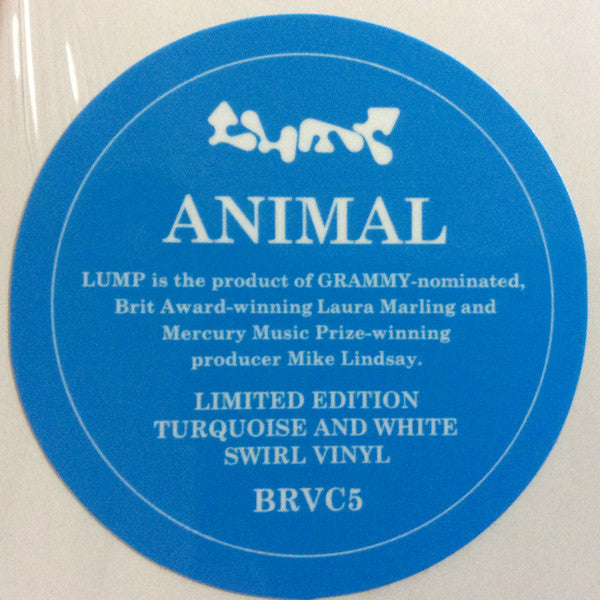 LUMP
ANIMAL
LUMP is the product of GRAMMY-nominated,
Brit Award-winning Laura Marling and
Mercury Music Prize-winning
producer Mike Lindsay.
LIMITED EDITION
TURQUOISE AND WHITE
SWIRL VINYL
BRVC5